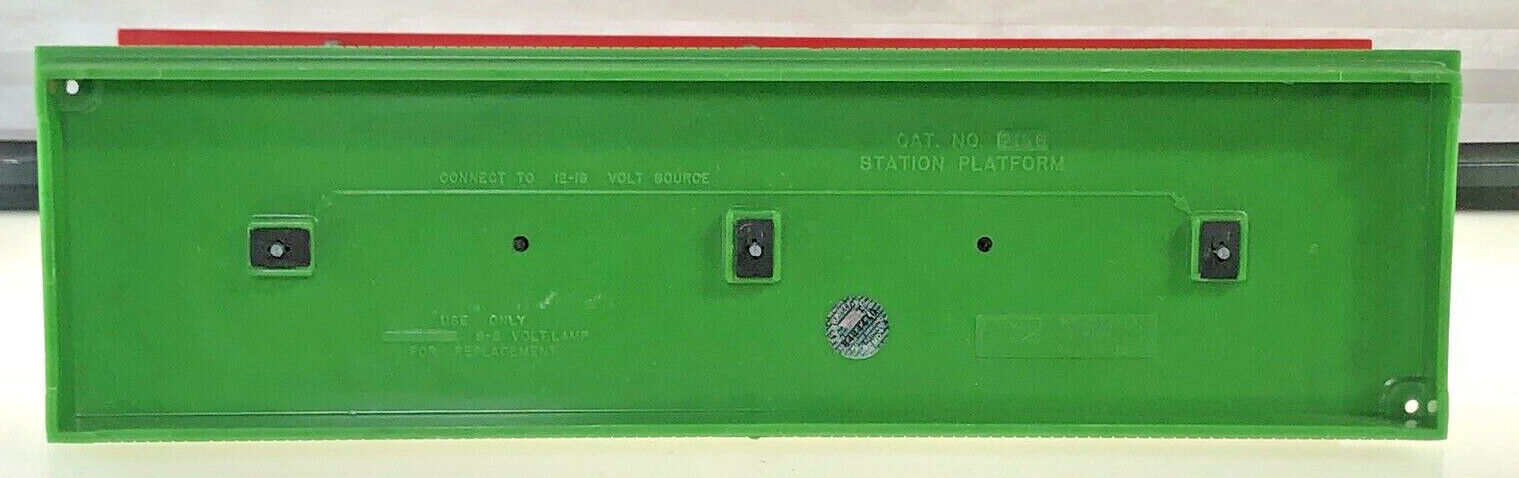 CAT. NO.
STATION PLATFORM
CONNECT TO 12-18 VOLT SOURCE
USE ONLY
VOLT LAMP
FOR REPLACEMENT